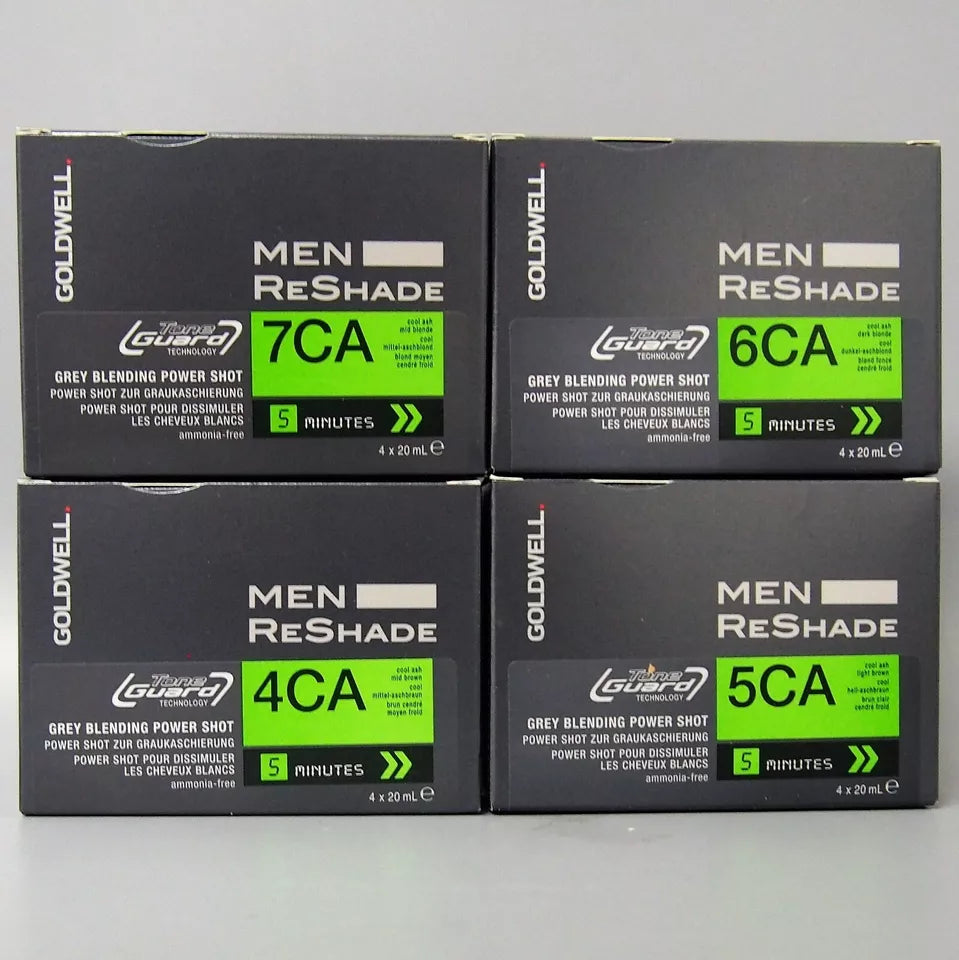 GOLDWELL.
MEN
RESHADE
Tone
Guard
TECHNOLOGY
GREY BLENDING POWER SHOT
POWER SHOT ZUR GRAUKASCHIERUNG
POWER SHOT POUR DISSIMULER
LES CHEVEUX BLANCS
ammonia-free
7CA
cool ash
mid blonde
cool
mittel-aschblond
blond moyen
cendré froid
5 MINUTES
4 x 20 mL e
GOLDWELL.
MEN
RESHADE
Tone
Guard
TECHNOLOGY
GREY BLENDING POWER SHOT
POWER SHOT ZUR GRAUKASCHIERUNG
POWER SHOT POUR DISSIMULER
LES CHEVEUX BLANCS
ammonia-free
6CA
cool ash
dark blonde
cool
dunkel-aschblond
blond foncé
cendré froid
5 MINUTES
4 x 20 mL e
GOLDWELL.
MEN
RESHADE
Tone
Guard
TECHNOLOGY
GREY BLENDING POWER SHOT
POWER SHOT ZUR GRAUKASCHIERUNG
POWER SHOT POUR DISSIMULER
LES CHEVEUX BLANCS
ammonia-free
4CA
cool ash
mid brown
cool
mittel-aschbraun
brun cendré
moyen froid
5 MINUTES
4 x 20 mL e
GOLDWELL.
MEN
RESHADE
Tone
Guard
TECHNOLOGY
GREY BLENDING POWER SHOT
POWER SHOT ZUR GRAUKASCHIERUNG
POWER SHOT POUR DISSIMULER
LES CHEVEUX BLANCS
ammonia-free
5CA
cool ash
light brown
cool
hell-aschbraun
brun clair
cendré froid
5 MINUTES
4 x 20 mL e